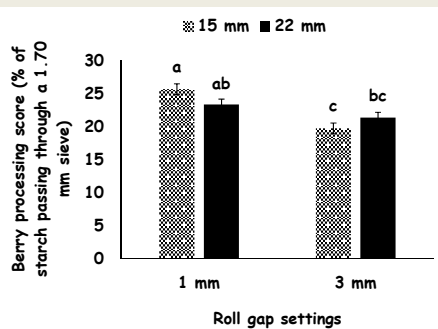 15 mm 22 mm
Berry processing score (% of
starch passing through a 1.70
mm sieve)
30
25
20
15
10
5
0
a
ab
c
bc
1 mm 3 mm
Roll gap settings